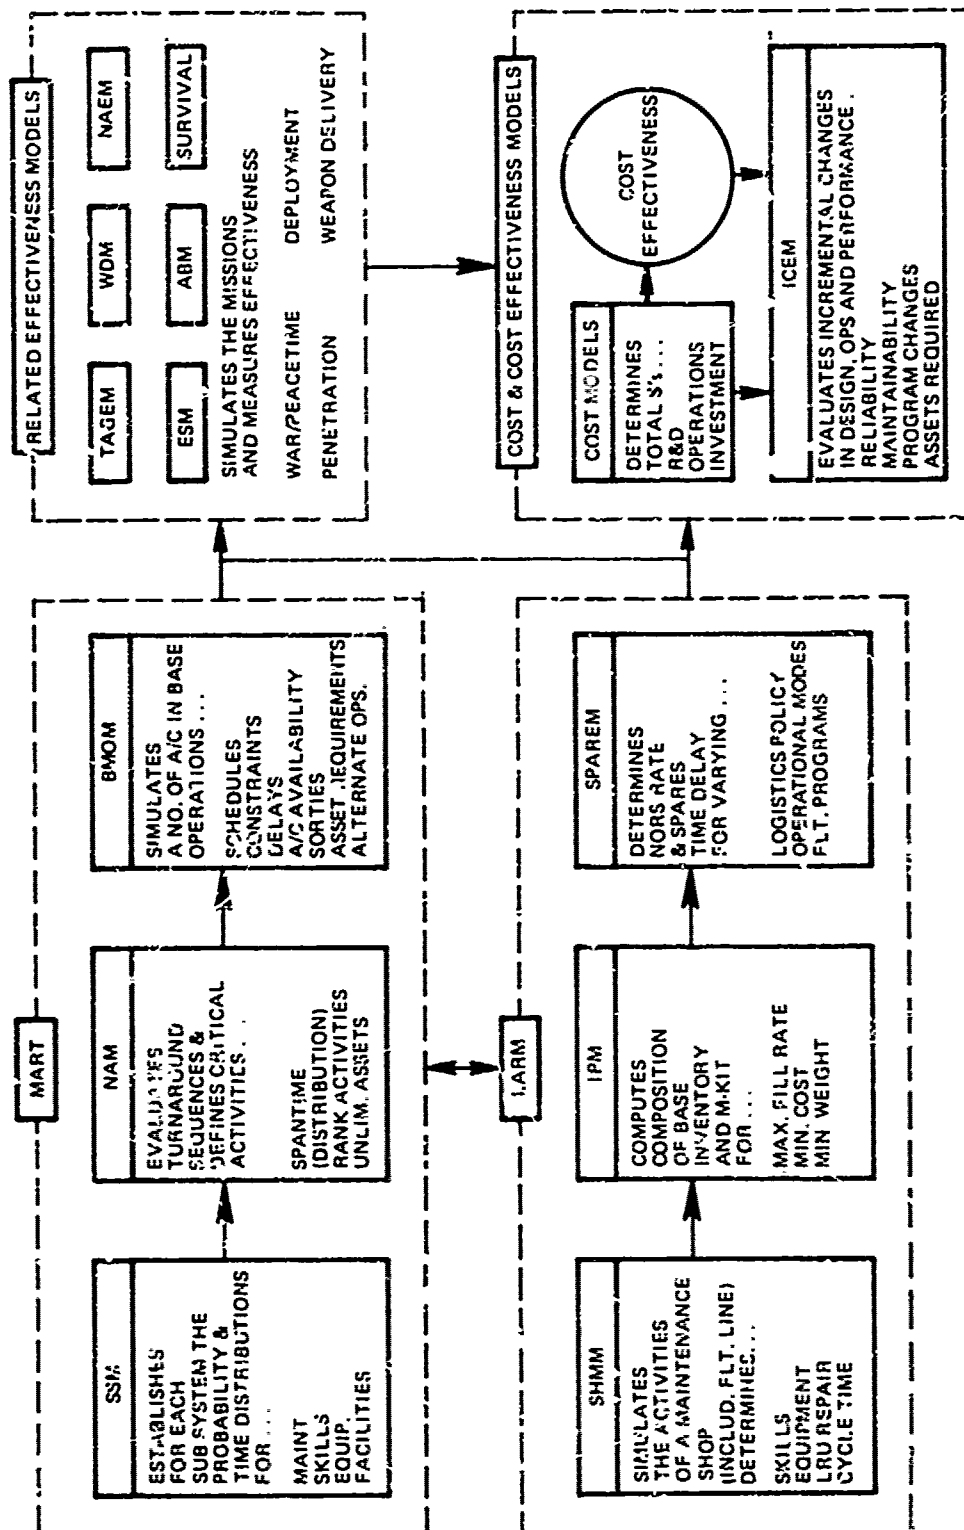 MART
SSM
ESTABLISHES
FOR EACH
SUB SYSTEM THE
PROBABILITY &
TIME DISTRIBUTIONS
FOR ...
MAINT
SKILLS
EQUIP.
FACILITIES
NAM
EVALUATES
TURNAROUND
SEQUENCES &
DEFINES CRITICAL
ACTIVITIES . . .
SPANTIME
(DISTRIBUTION)
RANK ACTIVITIES
UNLIM. ASSETS
BMOM
SIMULATES
A NO. OF A/C IN BASE
OPERATIONS ...
SCHEDULES
CONSTRAINTS
DELAYS
A/C AVAILABILITY
SORTIES
ASSET REQUIREMENTS
ALTERNATE OPS.
LARM
SHMM
SIMULATES
THE ACTIVITIES
OF A MAINTENANCE
SHOP
(INCLUD. FLT. LINE)
DETERMINES...
SKILLS
EQUIPMENT
LRU REPAIR
CYCLE TIME
IPM
COMPUTES
COMPOSITION
OF BASE
INVENTORY
AND M-KIT
FOR ...
MAX. FILL RATE
MIN. COST
MIN WEIGHT
SPAREM
DETERMINES
NORS RATE
& SPARES
TIME DELAY
FOR VARYING ...
LOGISTICS POLICY
OPERATIONAL MODES
FLT. PROGRAMS
RELATED EFFECTIVENESS MODELS
TAGEM WDM NAEM
ESM ABM SURVIVAL
SIMULATES THE MISSIONS
AND MEASURES EFFECTIVENESS
WAR/PEACETIME DEPLOYMENT
PENETRATION WEAPON DELIVERY
COST & COST EFFECTIVENESS MODELS
COST MODELS
DETERMINES
TOTAL $'s...
R&D
OPERATIONS
INVESTMENT
COST
EFFECTIVENESS
ICEM
EVALUATES INCREMENTAL CHANGES
IN DESIGN, OPS AND PERFORMANCE.
RELIABILITY
MAINTAINABILITY
PROGRAM CHANGES
ASSETS REQUIRED